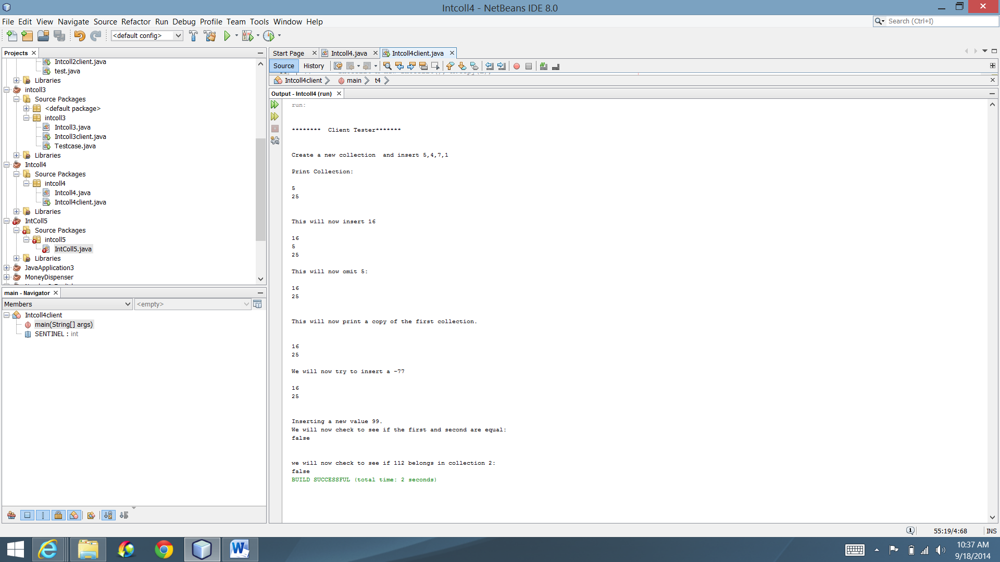 Intcoll4 - NetBeans IDE 8.0
File Edit View Navigate Source Refactor Run Debug Profile Team Tools Window Help
Search (Ctrl+I)
<default config>
Projects
Intcoll2client.java
test.java
Libraries
intcoll3
Source Packages
<default package>
intcoll3
Intcoll3.java
Intcoll3client.java
Testcase.java
Libraries
Intcoll4
Source Packages
intcoll4
Intcoll4.java
Intcoll4client.java
Libraries
IntColl5
Source Packages
intcoll5
IntColl5.java
Libraries
JavaApplication3
MoneyDispenser
main - Navigator
Members
<empty>
Intcoll4client
main(String[] args)
SENTINEL : int
Start Page
Intcoll4.java
Intcoll4client.java
Source
History
Intcoll4client
main
t4
Output - Intcoll4 (run)
run:
******** Client Tester*******
Create a new collection and insert 5,4,7,1
Print Collection:
5
25
This will now insert 16
16
5
25
This will now omit 5:
16
25
This will now print a copy of the first collection.
16
25
We will now try to insert a -77
16
25
Inserting a new value 99.
We will now check to see if the first and second are equal:
false
we will now check to see if 112 belongs in collection 2:
false
BUILD SUCCESSFUL (total time: 2 seconds)
55:19/4:68
INS
10:37 AM
9/18/2014